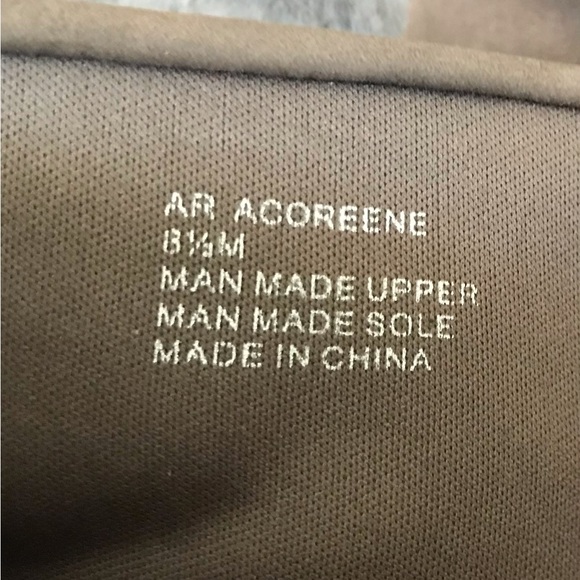 AR ACOREENE
8½M
MAN MADE UPPER
MAN MADE SOLE
MADE IN CHINA